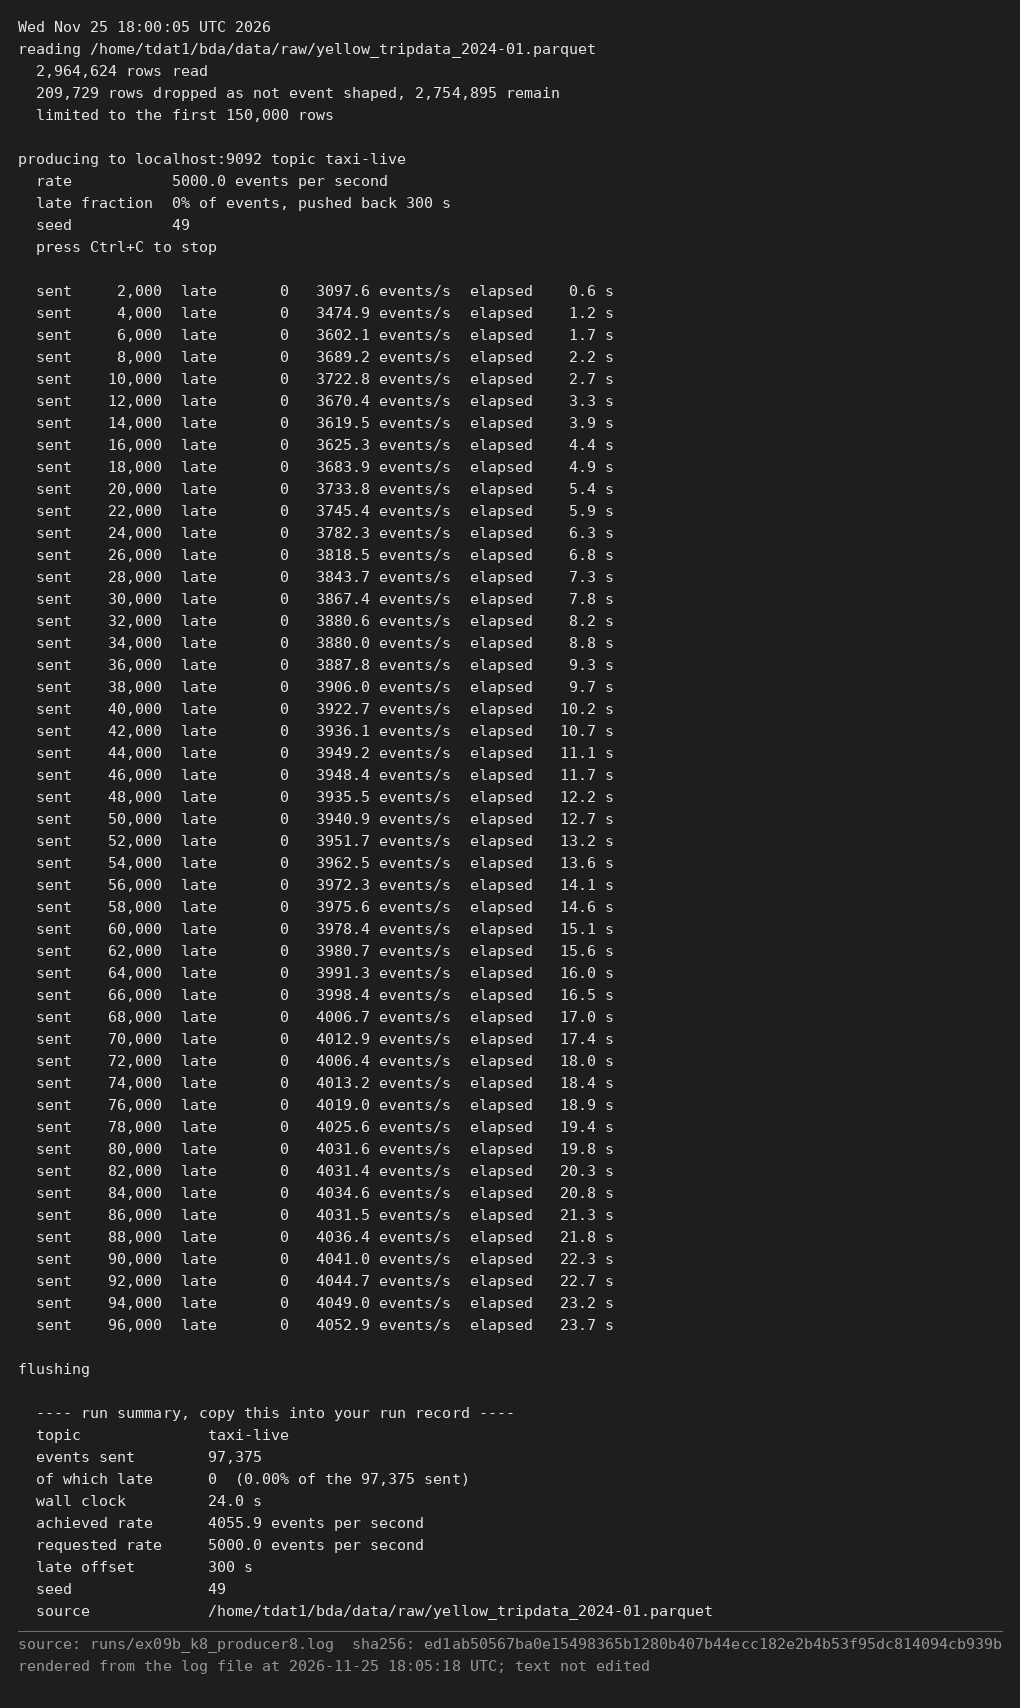 Wed Nov 25 18:00:05 UTC 2026
reading /home/tdat1/bda/data/raw/yellow_tripdata_2024-01.parquet
  2,964,624 rows read
  209,729 rows dropped as not event shaped, 2,754,895 remain
  limited to the first 150,000 rows

producing to localhost:9092 topic taxi-live
  rate           5000.0 events per second
  late fraction  0% of events, pushed back 300 s
  seed           49
  press Ctrl+C to stop

  sent     2,000  late       0   3097.6 events/s  elapsed    0.6 s
  sent     4,000  late       0   3474.9 events/s  elapsed    1.2 s
  sent     6,000  late       0   3602.1 events/s  elapsed    1.7 s
  sent     8,000  late       0   3689.2 events/s  elapsed    2.2 s
  sent    10,000  late       0   3722.8 events/s  elapsed    2.7 s
  sent    12,000  late       0   3670.4 events/s  elapsed    3.3 s
  sent    14,000  late       0   3619.5 events/s  elapsed    3.9 s
  sent    16,000  late       0   3625.3 events/s  elapsed    4.4 s
  sent    18,000  late       0   3683.9 events/s  elapsed    4.9 s
  sent    20,000  late       0   3733.8 events/s  elapsed    5.4 s
  sent    22,000  late       0   3745.4 events/s  elapsed    5.9 s
  sent    24,000  late       0   3782.3 events/s  elapsed    6.3 s
  sent    26,000  late       0   3818.5 events/s  elapsed    6.8 s
  sent    28,000  late       0   3843.7 events/s  elapsed    7.3 s
  sent    30,000  late       0   3867.4 events/s  elapsed    7.8 s
  sent    32,000  late       0   3880.6 events/s  elapsed    8.2 s
  sent    34,000  late       0   3880.0 events/s  elapsed    8.8 s
  sent    36,000  late       0   3887.8 events/s  elapsed    9.3 s
  sent    38,000  late       0   3906.0 events/s  elapsed    9.7 s
  sent    40,000  late       0   3922.7 events/s  elapsed   10.2 s
  sent    42,000  late       0   3936.1 events/s  elapsed   10.7 s
  sent    44,000  late       0   3949.2 events/s  elapsed   11.1 s
  sent    46,000  late       0   3948.4 events/s  elapsed   11.7 s
  sent    48,000  late       0   3935.5 events/s  elapsed   12.2 s
  sent    50,000  late       0   3940.9 events/s  elapsed   12.7 s
  sent    52,000  late       0   3951.7 events/s  elapsed   13.2 s
  sent    54,000  late       0   3962.5 events/s  elapsed   13.6 s
  sent    56,000  late       0   3972.3 events/s  elapsed   14.1 s
  sent    58,000  late       0   3975.6 events/s  elapsed   14.6 s
  sent    60,000  late       0   3978.4 events/s  elapsed   15.1 s
  sent    62,000  late       0   3980.7 events/s  elapsed   15.6 s
  sent    64,000  late       0   3991.3 events/s  elapsed   16.0 s
  sent    66,000  late       0   3998.4 events/s  elapsed   16.5 s
  sent    68,000  late       0   4006.7 events/s  elapsed   17.0 s
  sent    70,000  late       0   4012.9 events/s  elapsed   17.4 s
  sent    72,000  late       0   4006.4 events/s  elapsed   18.0 s
  sent    74,000  late       0   4013.2 events/s  elapsed   18.4 s
  sent    76,000  late       0   4019.0 events/s  elapsed   18.9 s
  sent    78,000  late       0   4025.6 events/s  elapsed   19.4 s
  sent    80,000  late       0   4031.6 events/s  elapsed   19.8 s
  sent    82,000  late       0   4031.4 events/s  elapsed   20.3 s
  sent    84,000  late       0   4034.6 events/s  elapsed   20.8 s
  sent    86,000  late       0   4031.5 events/s  elapsed   21.3 s
  sent    88,000  late       0   4036.4 events/s  elapsed   21.8 s
  sent    90,000  late       0   4041.0 events/s  elapsed   22.3 s
  sent    92,000  late       0   4044.7 events/s  elapsed   22.7 s
  sent    94,000  late       0   4049.0 events/s  elapsed   23.2 s
  sent    96,000  late       0   4052.9 events/s  elapsed   23.7 s

flushing

  ---- run summary, copy this into your run record ----
  topic              taxi-live
  events sent        97,375
  of which late      0  (0.00% of the 97,375 sent)
  wall clock         24.0 s
  achieved rate      4055.9 events per second
  requested rate     5000.0 events per second
  late offset        300 s
  seed               49
  source             /home/tdat1/bda/data/raw/yellow_tripdata_2024-01.parquet
source: runs/ex09b_k8_producer8.log  sha256: ed1ab50567ba0e15498365b1280b407b44ecc182e2b4b53f95dc814094cb939b
rendered from the log file at 2026-11-25 18:05:18 UTC; text not edited